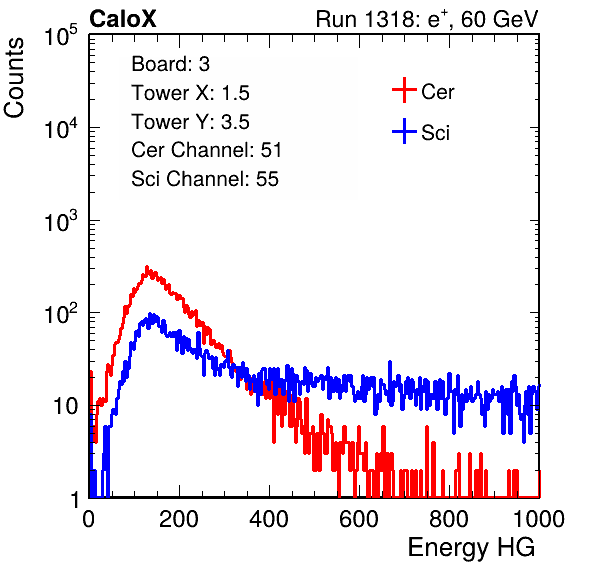 CaloX Run 1318: e⁺, 60 GeV
Counts
10⁵
10⁴
10³
10²
10
1
Board: 3
Tower X: 1.5
Tower Y: 3.5
Cer Channel: 51
Sci Channel: 55
Cer
Sci
0 200 400 600 800 1000
Energy HG